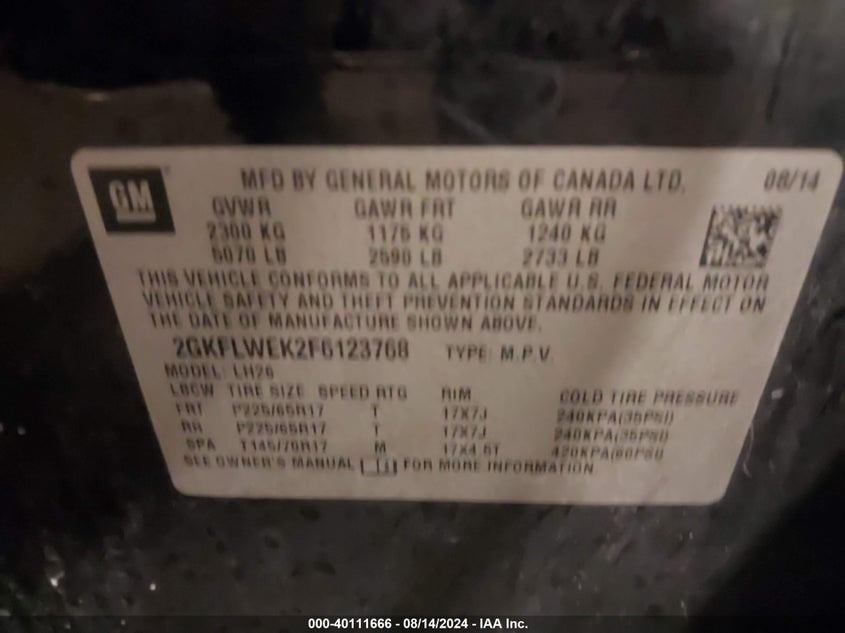 GM
MFD BY GENERAL MOTORS OF CANADA LTD. 08/14
GVWR GAWR FRT GAWR RR
2300 KG 1175 KG 1240 KG
5070 LB 2590 LB 2733 LB
THIS VEHICLE CONFORMS TO ALL APPLICABLE U.S. FEDERAL MOTOR
VEHICLE SAFETY AND THEFT PREVENTION STANDARDS IN EFFECT ON
THE DATE OF MANUFACTURE SHOWN ABOVE.
2GKFLWEK2F6123768 TYPE: M.P.V.
MODEL: LH26
LBCW TIRE SIZE SPEED RTG RIM COLD TIRE PRESSURE
FRT P225/65R17 T 17X7J 240KPA(35PSI)
RR P225/65R17 T 17X7J 240KPA(35PSI)
SPA T145/70R17 M 17X4.5T 420KPA(60PSI)
SEE OWNER'S MANUAL FOR MORE INFORMATION
000-40111666 - 08/14/2024 - IAA Inc.